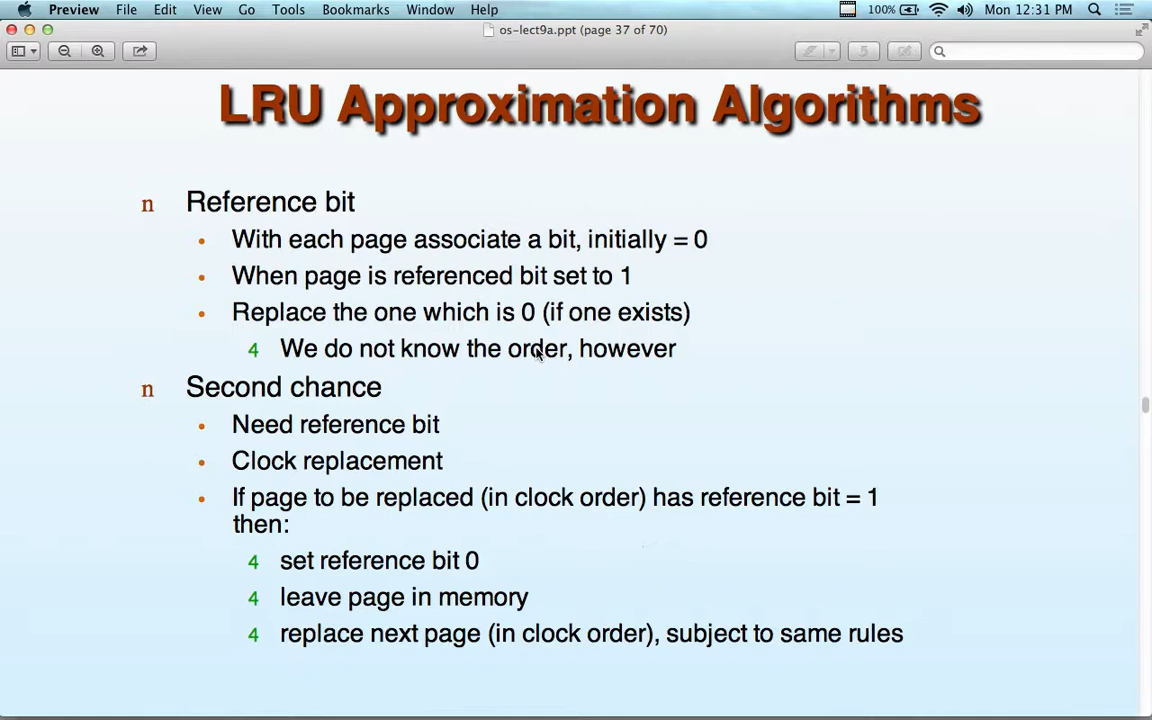 Preview File Edit View Go Tools Bookmarks Window Help 100% Mon 12:31 PM
os-lect9a.ppt (page 37 of 70)
LRU Approximation Algorithms
n Reference bit
• With each page associate a bit, initially = 0
• When page is referenced bit set to 1
• Replace the one which is 0 (if one exists)
4 We do not know the order, however
n Second chance
• Need reference bit
• Clock replacement
• If page to be replaced (in clock order) has reference bit = 1
then:
4 set reference bit 0
4 leave page in memory
4 replace next page (in clock order), subject to same rules